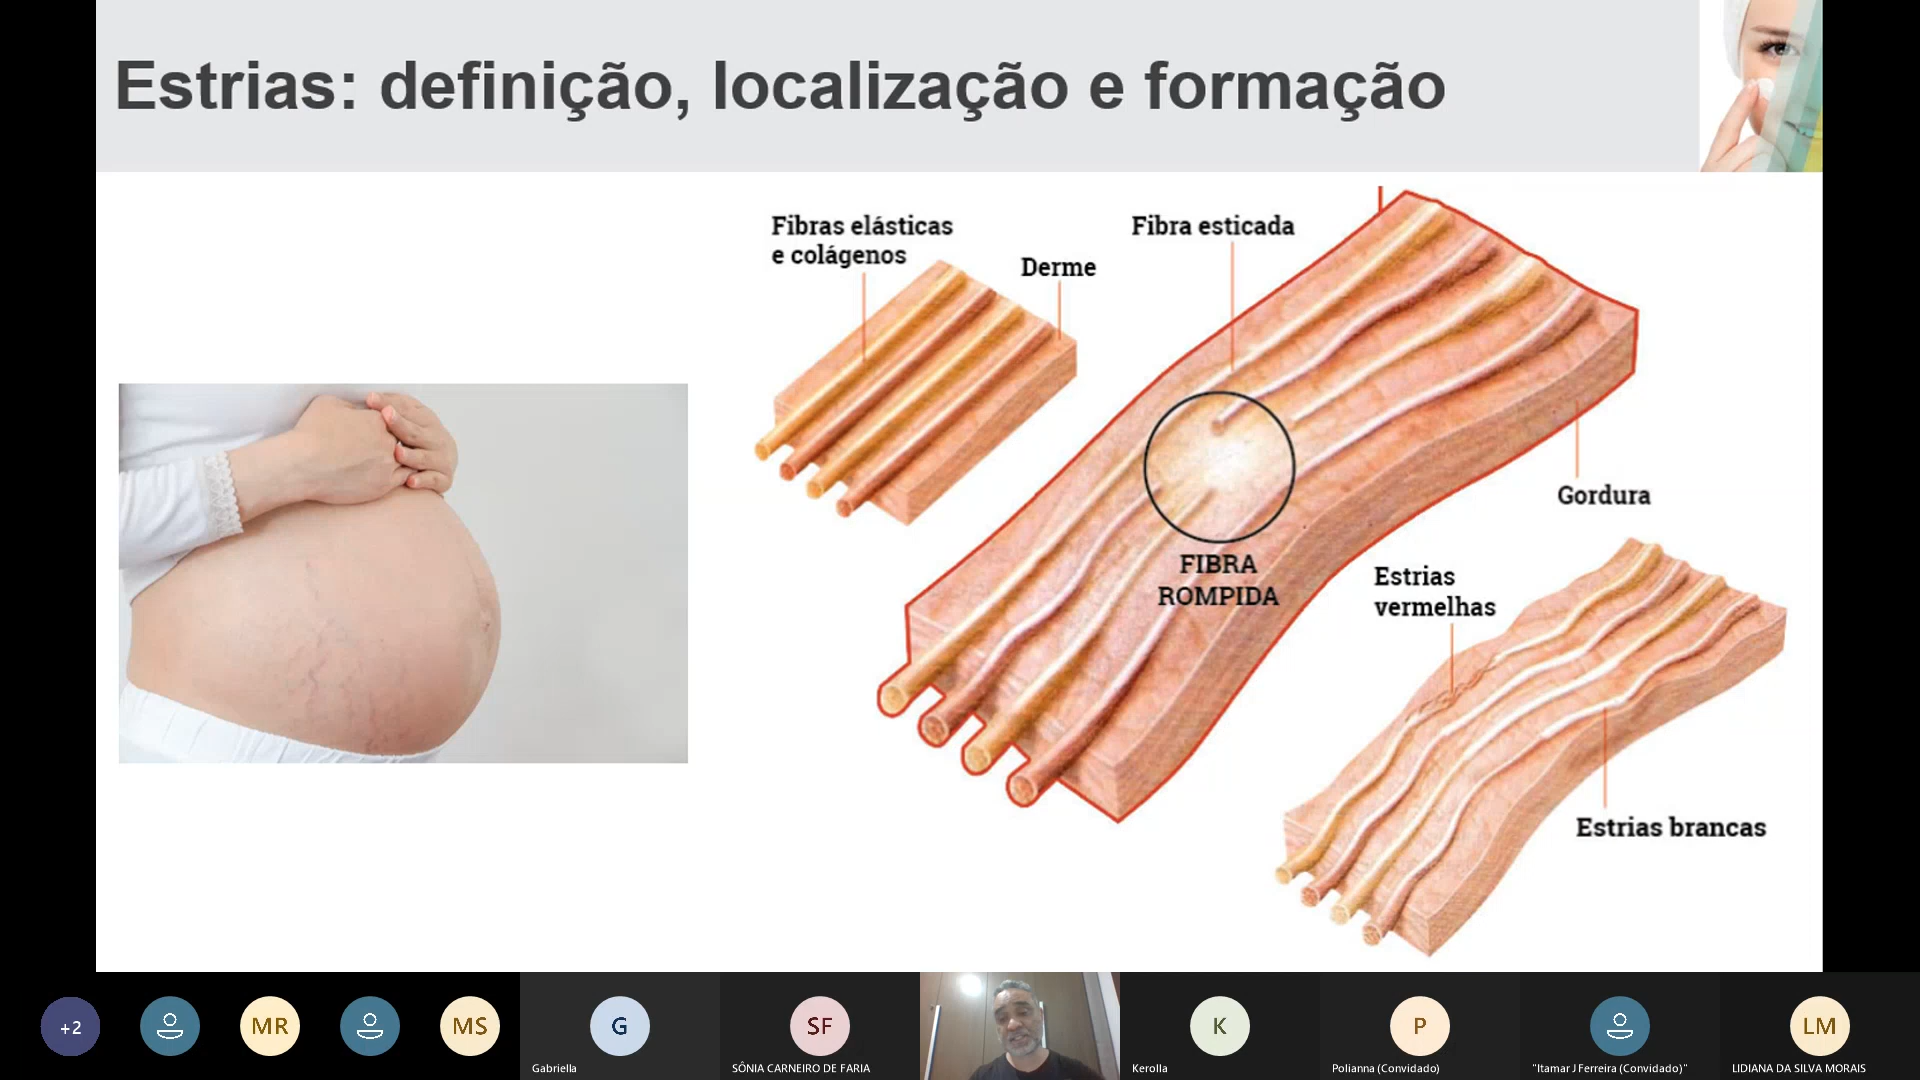 Estrias: definição, localização e formação
Fibras elásticas
e colágenos
Derme
Fibra esticada
FIBRA
ROMPIDA
Gordura
Estrias
vermelhas
Estrias brancas
+2
MR
MS
G
Gabriella
SF
SÔNIA CARNEIRO DE FARIA
K
Kerolla
P
Polianna (Convidado)
"Itamar J Ferreira (Convidado)"
LM
LIDIANA DA SILVA MORAIS